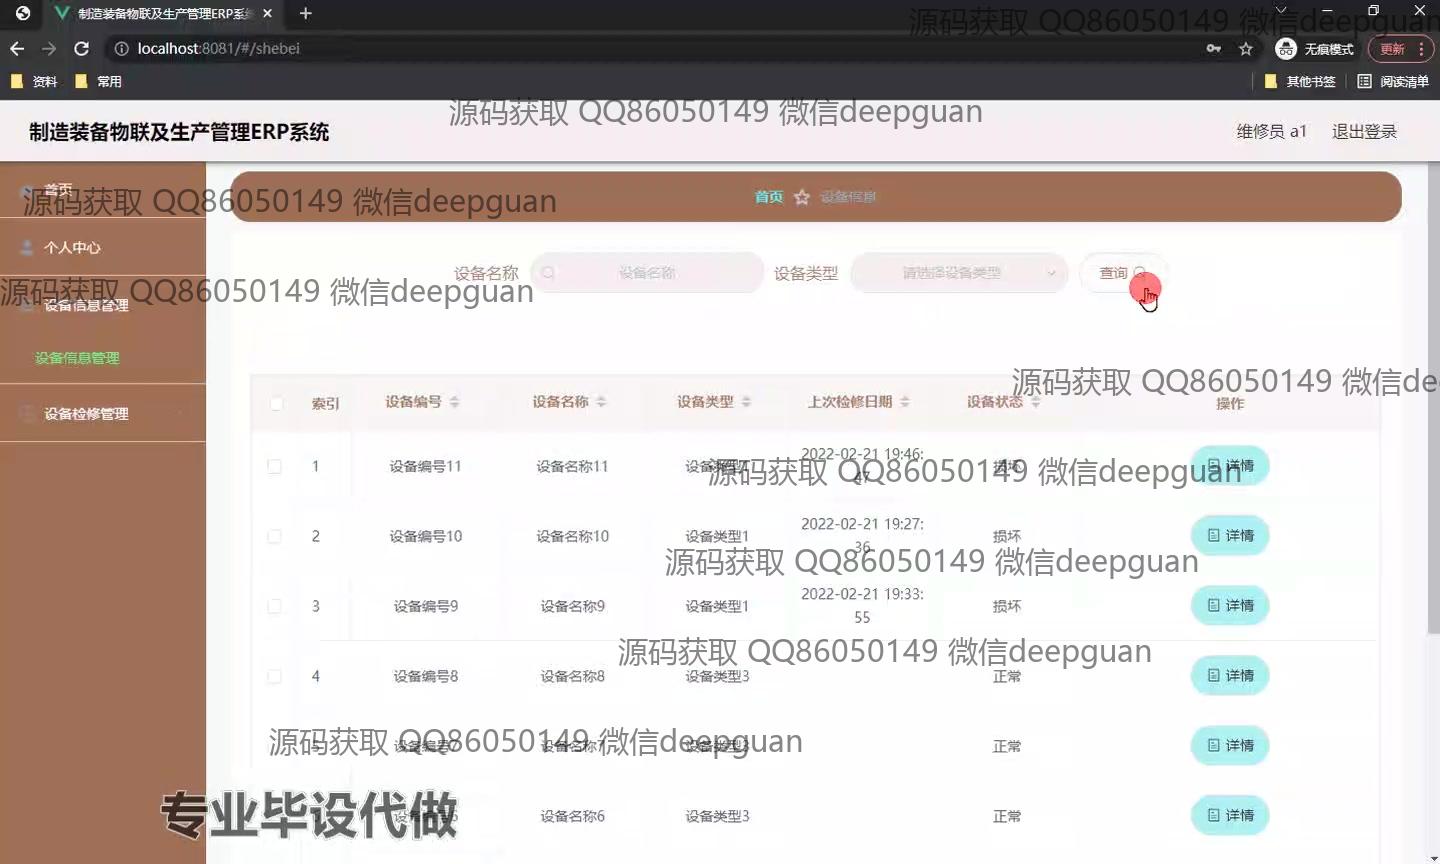 制造装备物联及生产管理ERP系统
localhost:8081/#/shebei
无痕模式
更新
资料
常用
其他书签
阅读清单
源码获取 QQ86050149 微信deepguan
制造装备物联及生产管理ERP系统
源码获取 QQ86050149 微信deepguan
维修员 a1
退出登录
首页
源码获取 QQ86050149 微信deepguan
首页 设备信息
个人中心
设备名称 设备名称 设备类型 请选择设备类型 查询
源码获取 QQ86050149 微信deepguan
设备信息管理
设备信息管理
设备检修管理
源码获取 QQ86050149 微信de
索引 设备编号 设备名称 设备类型 上次检修日期 设备状态 操作
1 设备编号11 设备名称11 2022-02-21 19:46:47 损坏 详情
源码获取 QQ86050149 微信deepguan
2 设备编号10 设备名称10 设备类型1 2022-02-21 19:27:36 损坏 详情
源码获取 QQ86050149 微信deepguan
3 设备编号9 设备名称9 设备类型1 2022-02-21 19:33:55 损坏 详情
源码获取 QQ86050149 微信deepguan
4 设备编号8 设备名称8 设备类型3 正常 详情
源码获取 QQ86050149 微信deepguan
设备编号7 设备名称7 设备类型3 正常 详情
专业毕设代做
设备名称6 设备类型3 正常 详情